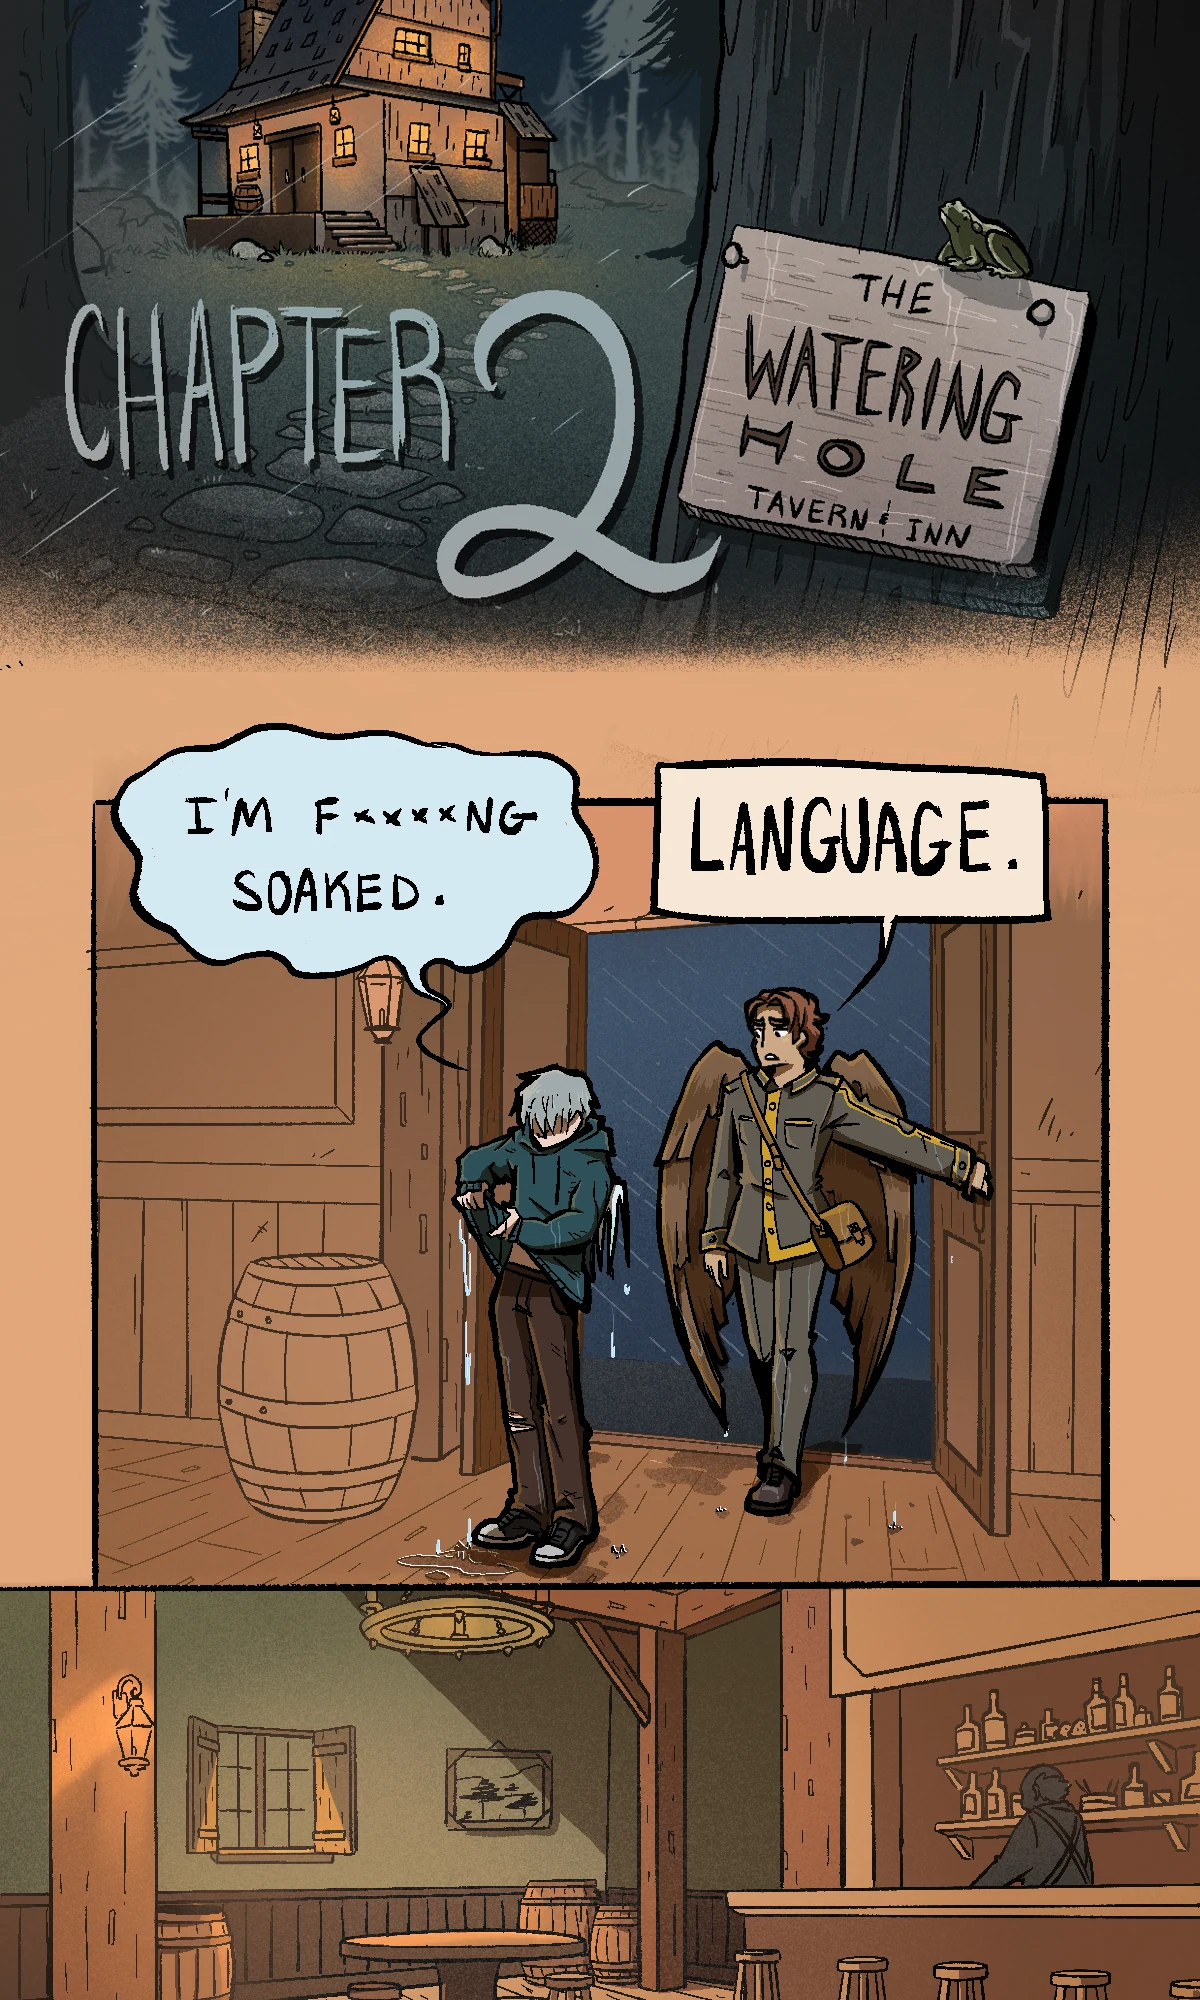 CHAPTER 2
THE
WATERING
HOLE
TAVERN & INN
I'M F××××NG
SOAKED.
LANGUAGE.